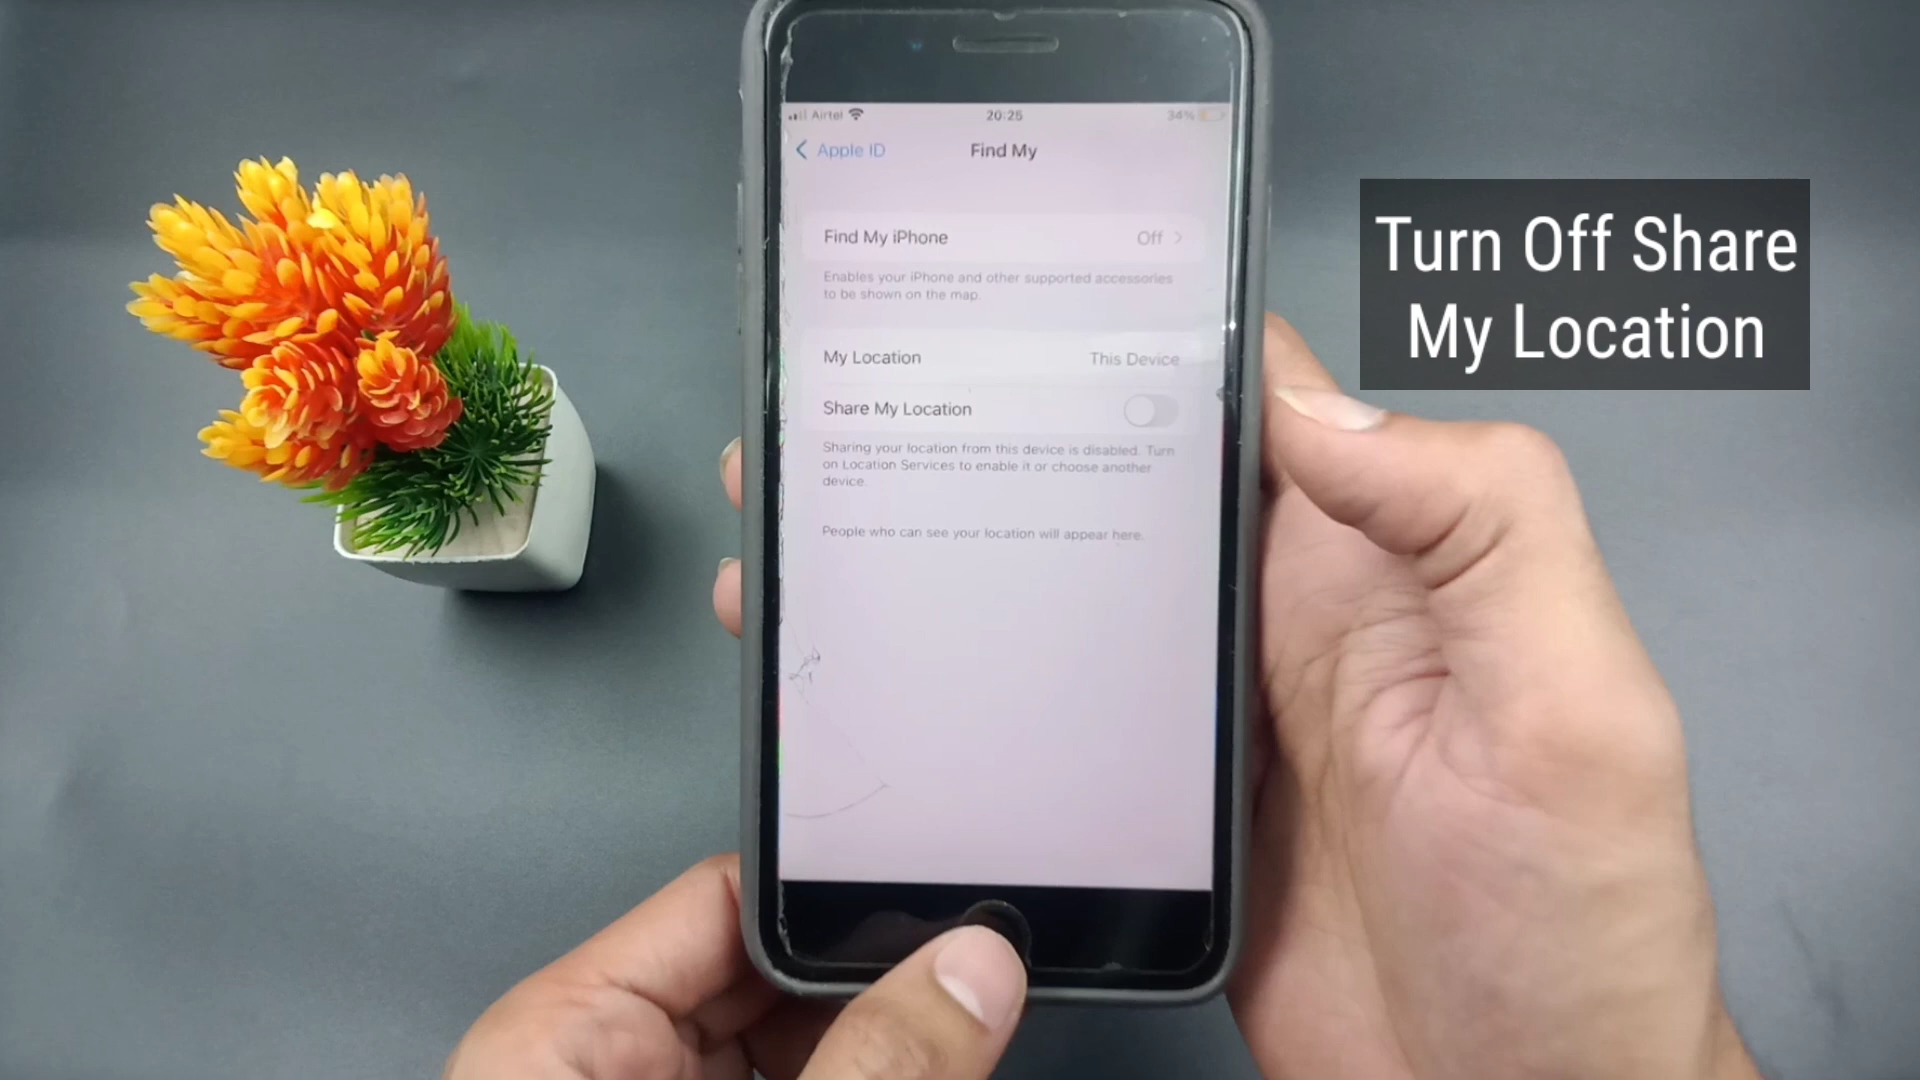 Airtel 20:25 34%
Apple ID Find My
Find My iPhone Off
Enables your iPhone and other supported accessories
to be shown on the map.
My Location This Device
Share My Location
Sharing your location from this device is disabled. Turn
on Location Services to enable it or choose another
device.
People who can see your location will appear here.
Turn Off Share
My Location